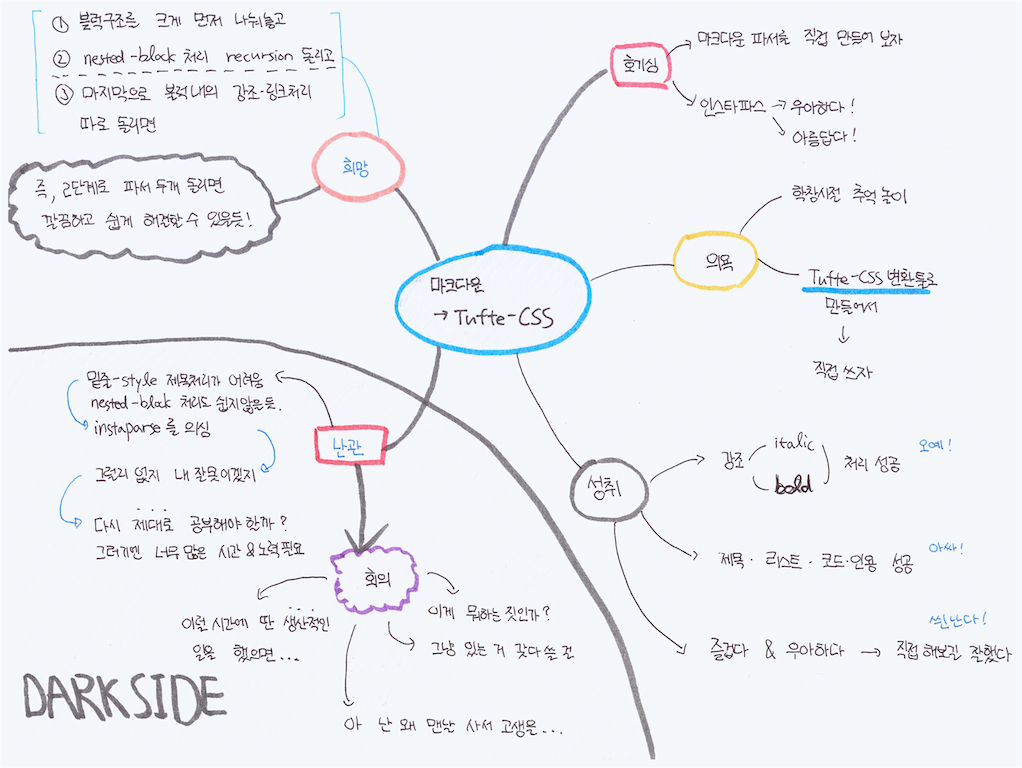 ① 블럭구조를 크게 먼저 나눠놓고
② nested-block 처리 recursion 돌리고
③ 마지막으로 블럭내의 강조·링크처리
따로 돌리면
희망
즉, 2단계로 파서 두개 돌리면
깔끔하고 쉽게 해결할 수 있을듯!
마크다운
→ Tufte-CSS
호기심
마크다운 파서를 직접 만들어 보자
인스타파스 → 우아하다!
아름답다!
의욕
학창시절 추억 놀이
Tufte-CSS 변환툴로
만들어서
↓
직접 쓰자
성취
강조
italic
bold
처리 성공
오예!
제목·리스트·코드·인용 성공
아싸!
즐겁다 & 우아하다 → 직접 해보긴 잘했다
씐난다!
난관
밑줄-style 제목처리가 어려움
nested-block 처리도 쉽지않은듯.
instaparse를 의심
그럴리 없지 내 잘못이겠지
다시 제대로 공부해야 한까?
그러기엔 너무 많은 시간&노력필요
회의
이런 시간에 딴 생산적인
일을 했으면...
이게 뭐하는 짓인가?
그냥 있는 거 갖다 쓸 걸
아 난 왜 맨날 사서 고생을...
DARKSIDE